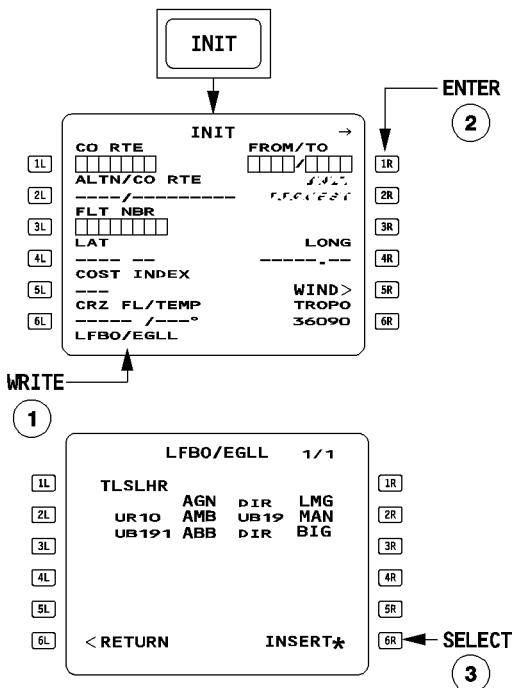 INIT
ENTER
2
INIT →
CO RTE FROM/TO
1L / 1R
ALTN/CO RTE INIT
2L ----/---------- REQUEST 2R
FLT NBR
3L 3R
LAT LONG
4L ---- -- -----.-- 4R
COST INDEX
5L --- WIND> 5R
CRZ FL/TEMP TROPO
6L ----- /---° 36090 6R
LFBO/EGLL
WRITE
1
LFBO/EGLL 1/1
1L TLSLHR 1R
AGN DIR LMG
2L UR10 AMB UB19 MAN 2R
UB191 ABB DIR BIG
3L 3R
4L 4R
5L 5R
6L <RETURN INSERT* 6R SELECT
3